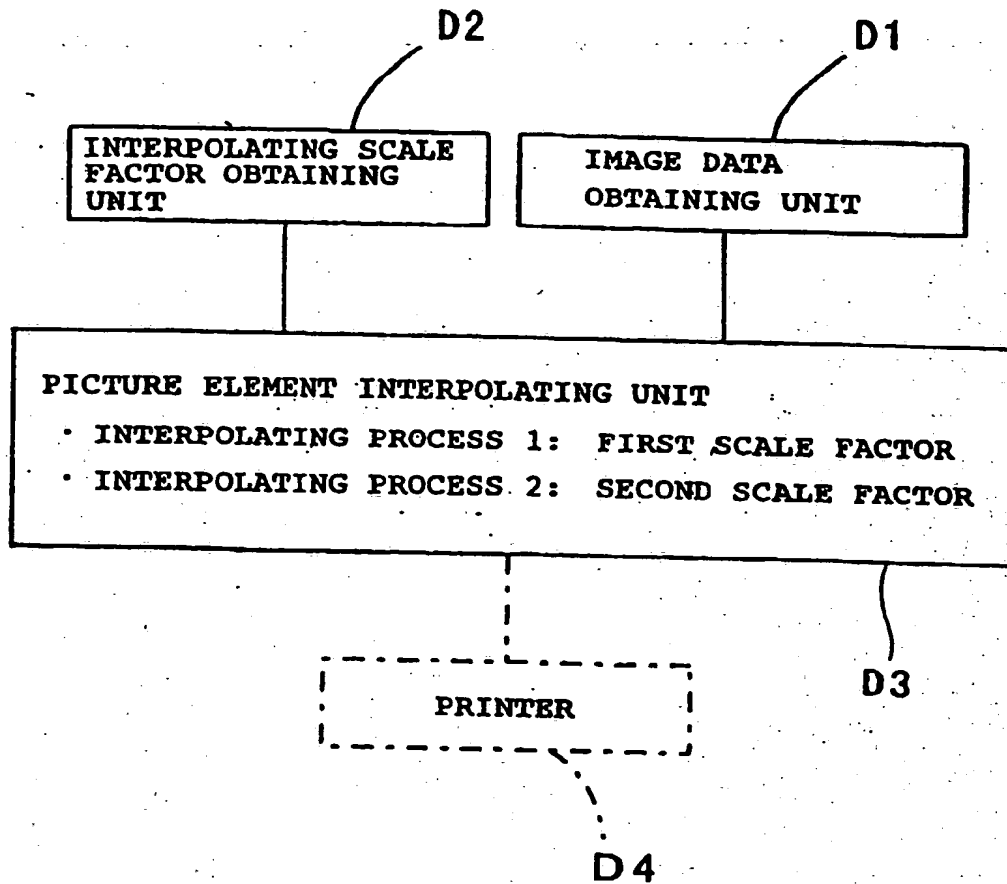 D2
D1
INTERPOLATING SCALE
FACTOR OBTAINING
UNIT
IMAGE DATA
OBTAINING UNIT
PICTURE ELEMENT INTERPOLATING UNIT
· INTERPOLATING PROCESS 1: FIRST SCALE FACTOR
· INTERPOLATING PROCESS 2: SECOND SCALE FACTOR
D3
PRINTER
D4